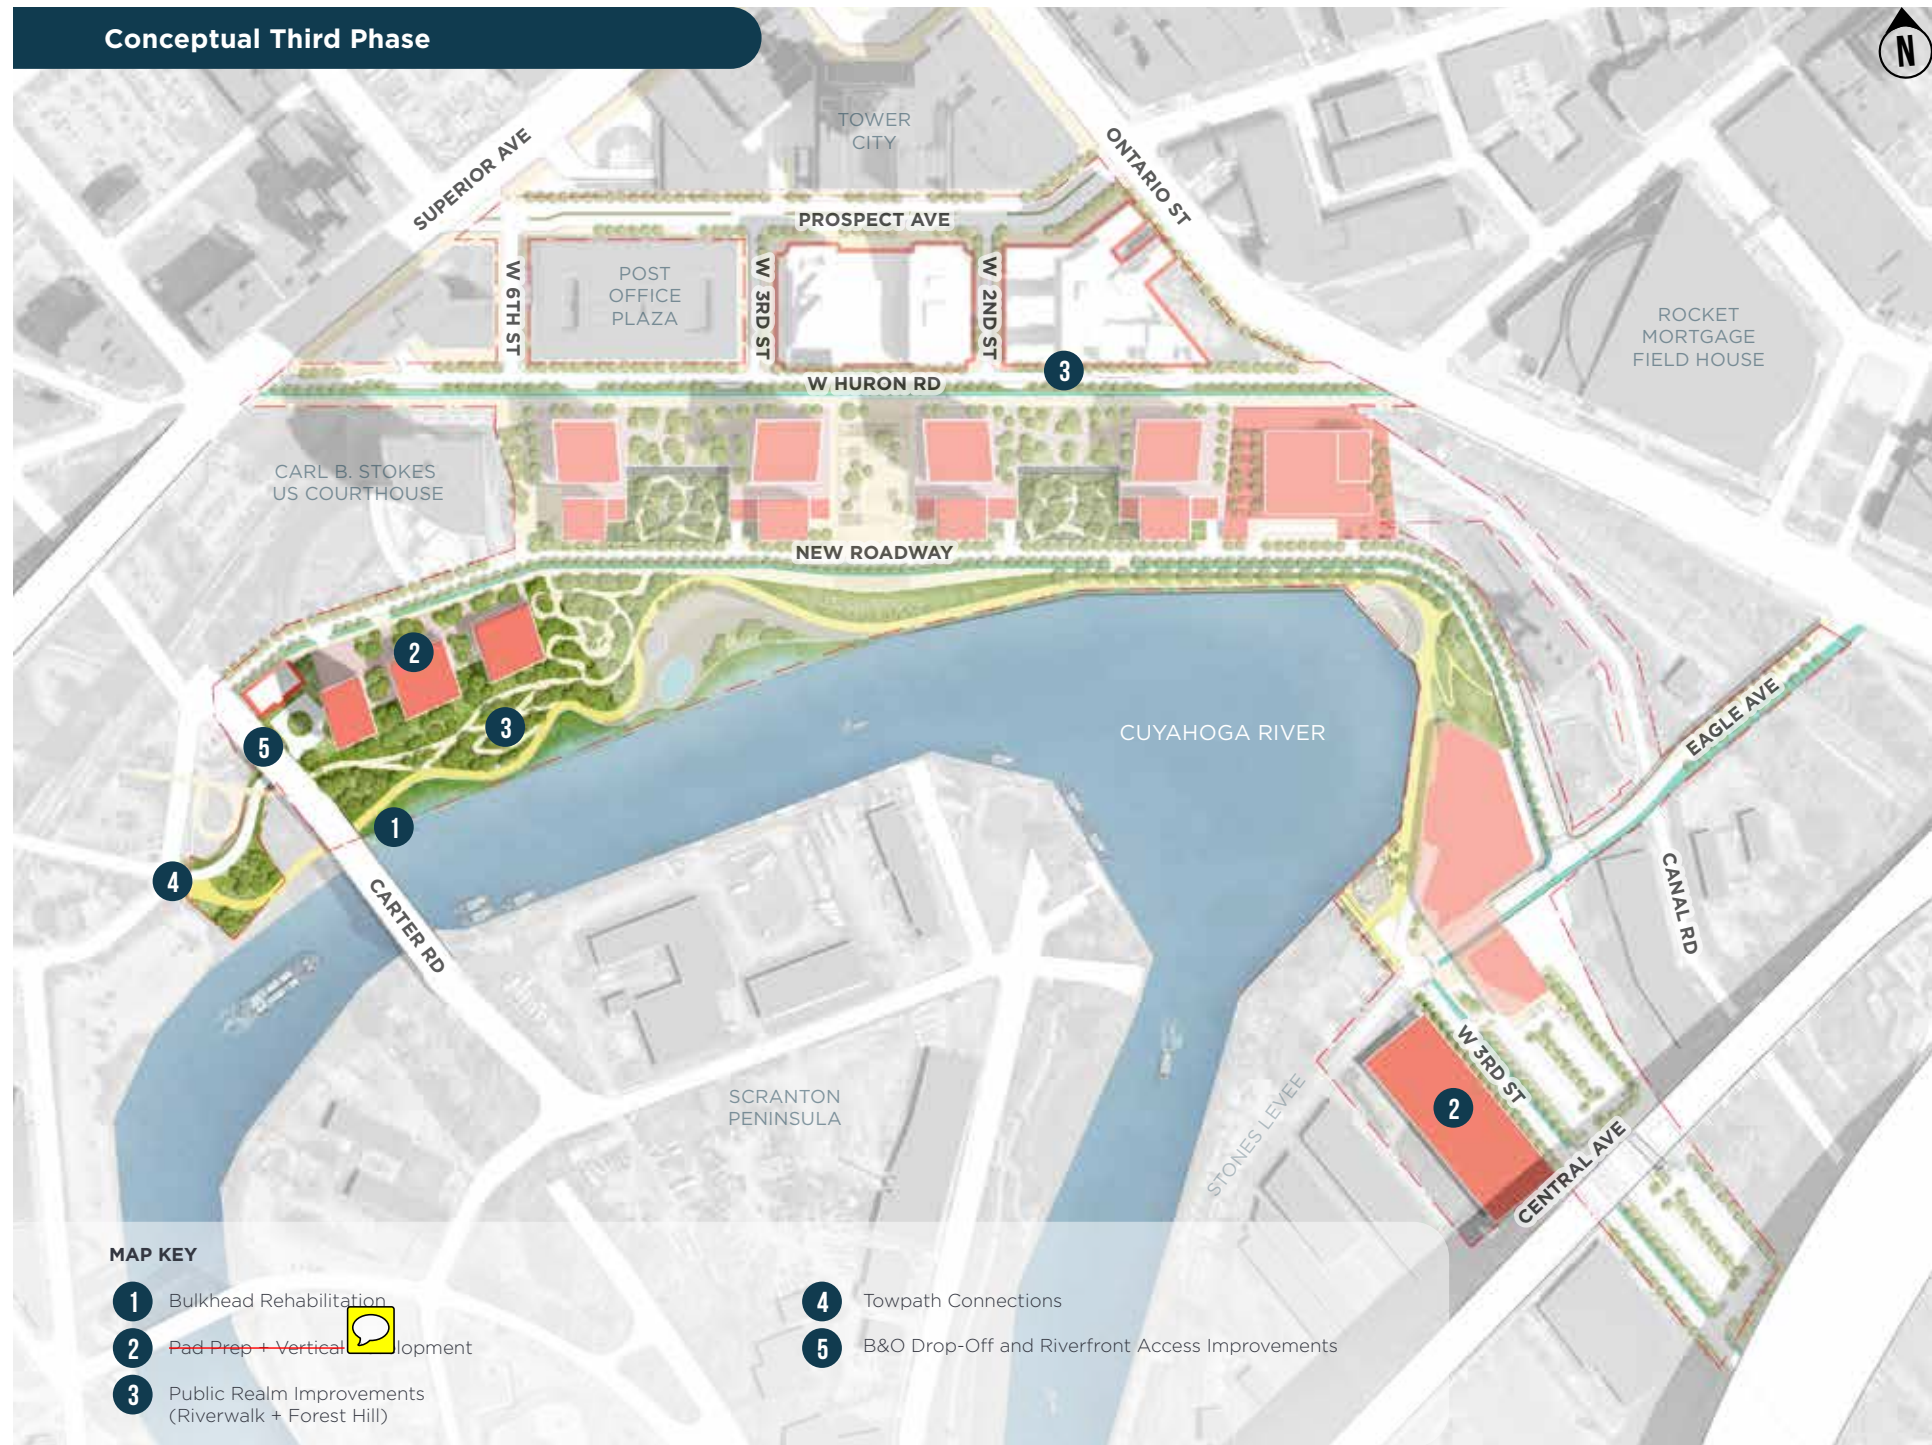 Conceptual Third Phase
N
TOWER
CITY
SUPERIOR AVE
ONTARIO ST
PROSPECT AVE
W 6TH ST
POST
OFFICE
PLAZA
W 3RD ST
W 2ND ST
ROCKET
MORTGAGE
FIELD HOUSE
3
W HURON RD
CARL B. STOKES
US COURTHOUSE
NEW ROADWAY
2
3
5
CUYAHOGA RIVER
EAGLE AVE
1
4
CARTER RD
CANAL RD
W 3RD ST
SCRANTON
PENINSULA
STONES LEVEE
2
CENTRAL AVE
MAP KEY
1 Bulkhead Rehabilitation
2 Pad Prep + Vertical lopment
3 Public Realm Improvements
(Riverwalk + Forest Hill)
4 Towpath Connections
5 B&O Drop-Off and Riverfront Access Improvements